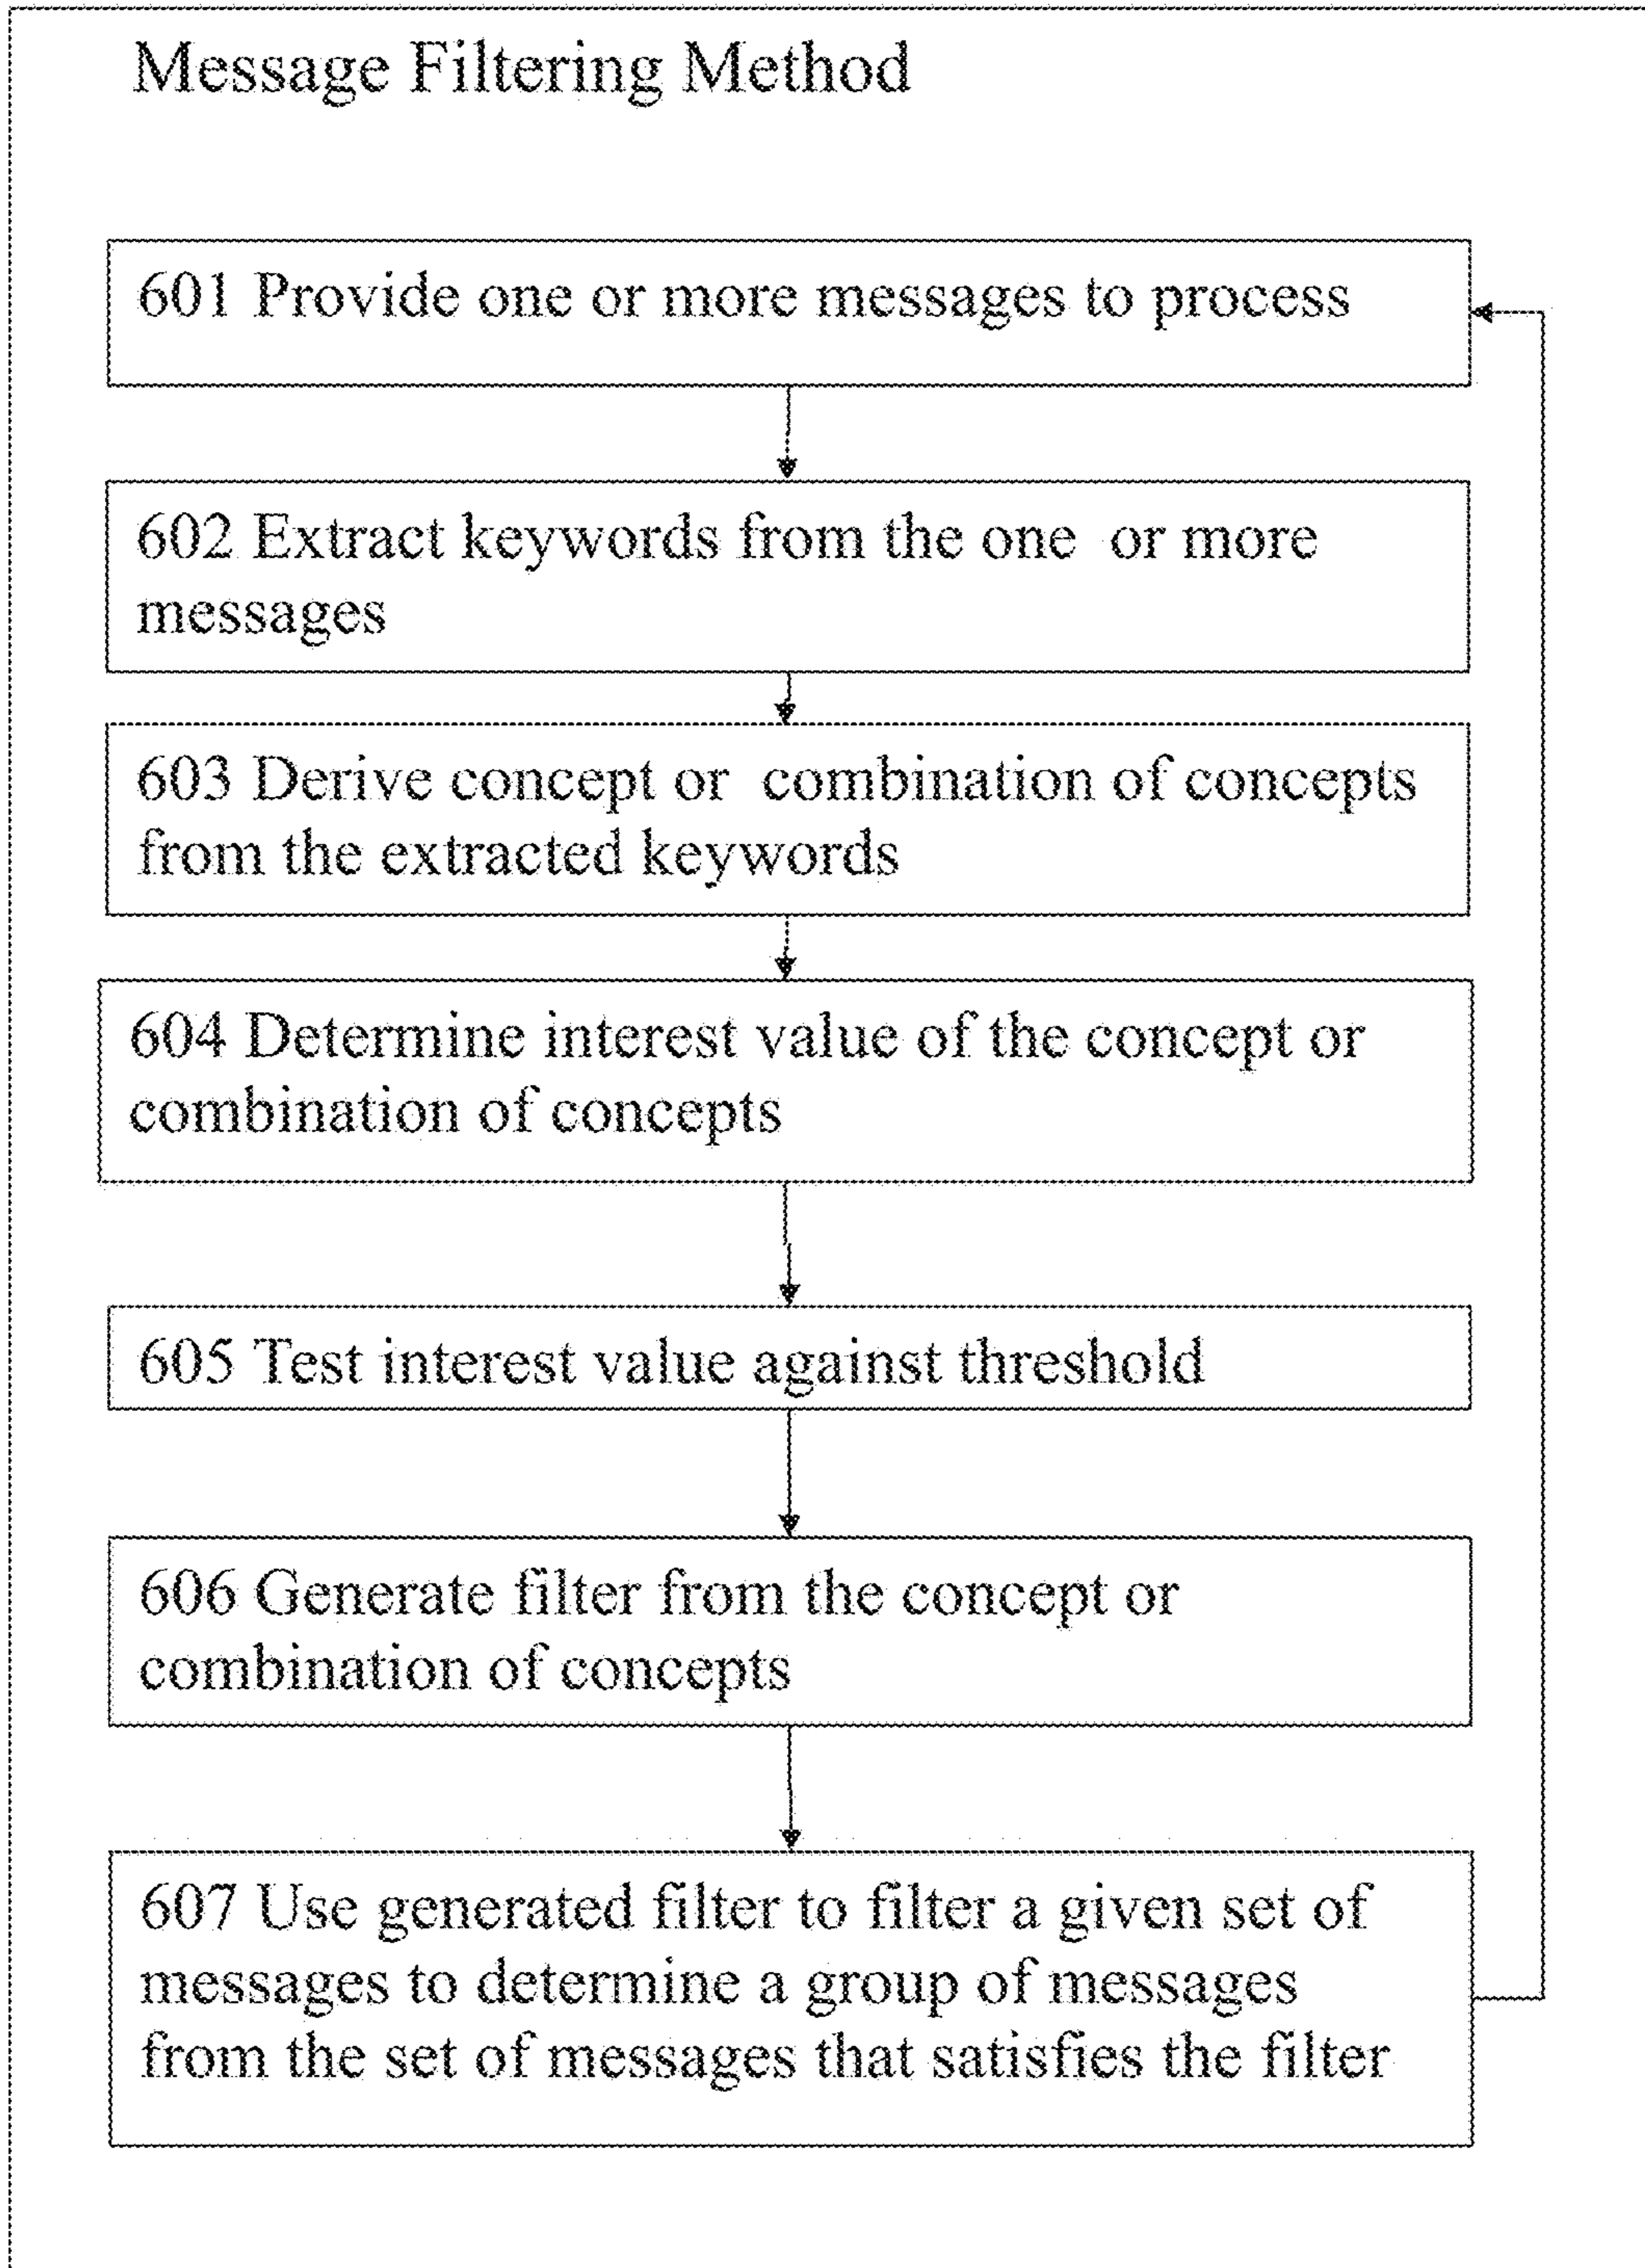 Message Filtering Method
601 Provide one or more messages to process
602 Extract keywords from the one or more
messages
603 Derive concept or combination of concepts
from the extracted keywords
604 Determine interest value of the concept or
combination of concepts
605 Test interest value against threshold
606 Generate filter from the concept or
combination of concepts
607 Use generated filter to filter a given set of
messages to determine a group of messages
from the set of messages that satisfies the filter